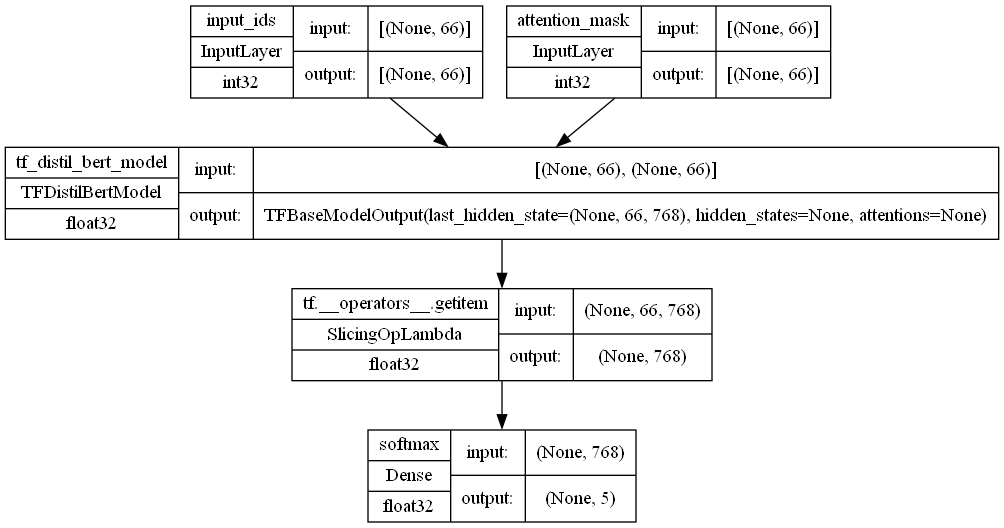 input_ids
InputLayer
int32
input:
[(None, 66)]
output:
[(None, 66)]
attention_mask
InputLayer
int32
input:
[(None, 66)]
output:
[(None, 66)]
tf_distil_bert_model
TFDistilBertModel
float32
input:
[(None, 66), (None, 66)]
output:
TFBaseModelOutput(last_hidden_state=(None, 66, 768), hidden_states=None, attentions=None)
tf.__operators__.getitem
SlicingOpLambda
float32
input:
(None, 66, 768)
output:
(None, 768)
softmax
Dense
float32
input:
(None, 768)
output:
(None, 5)